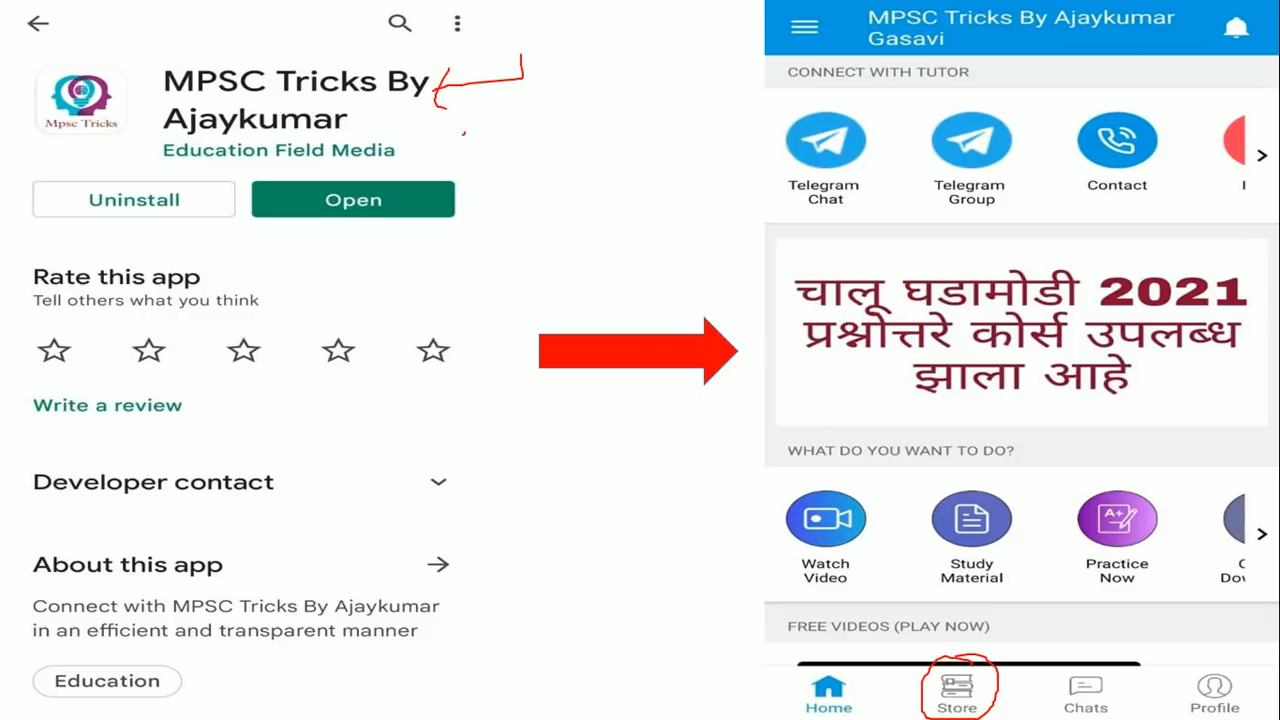 MPSC Tricks By
Ajaykumar
Mpsc Tricks
Education Field Media
Uninstall
Open
Rate this app
Tell others what you think
Write a review
Developer contact
About this app
Connect with MPSC Tricks By Ajaykumar
in an efficient and transparent manner
Education
MPSC Tricks By Ajaykumar
Gasavi
CONNECT WITH TUTOR
Telegram
Chat
Telegram
Group
Contact
चालू घडामोडी 2021
प्रश्नोत्तरे कोर्स उपलब्ध
झाला आहे
WHAT DO YOU WANT TO DO?
A+
Watch
Video
Study
Material
Practice
Now
FREE VIDEOS (PLAY NOW)
Home
Store
Chats
Profile